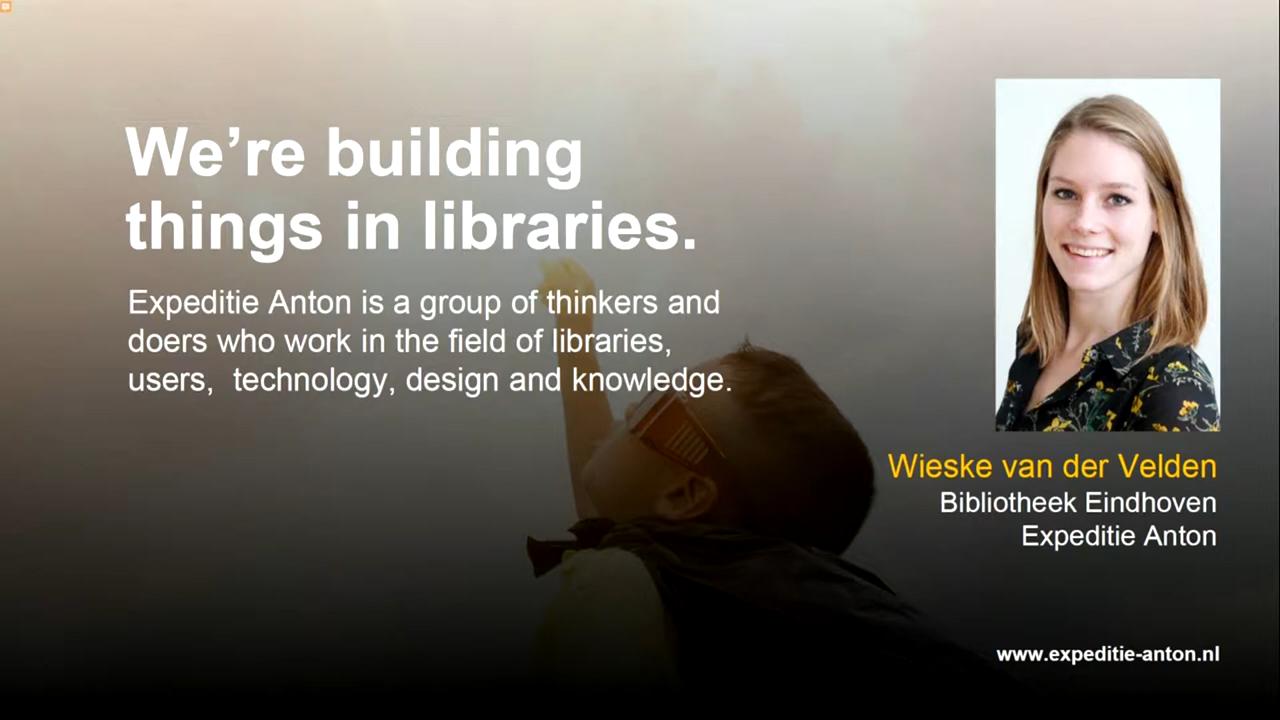 We’re building
things in libraries.
Expeditie Anton is a group of thinkers and
doers who work in the field of libraries,
users,  technology, design and knowledge.
Wieske van der Velden
Bibliotheek Eindhoven
Expeditie Anton
www.expeditie-anton.nl